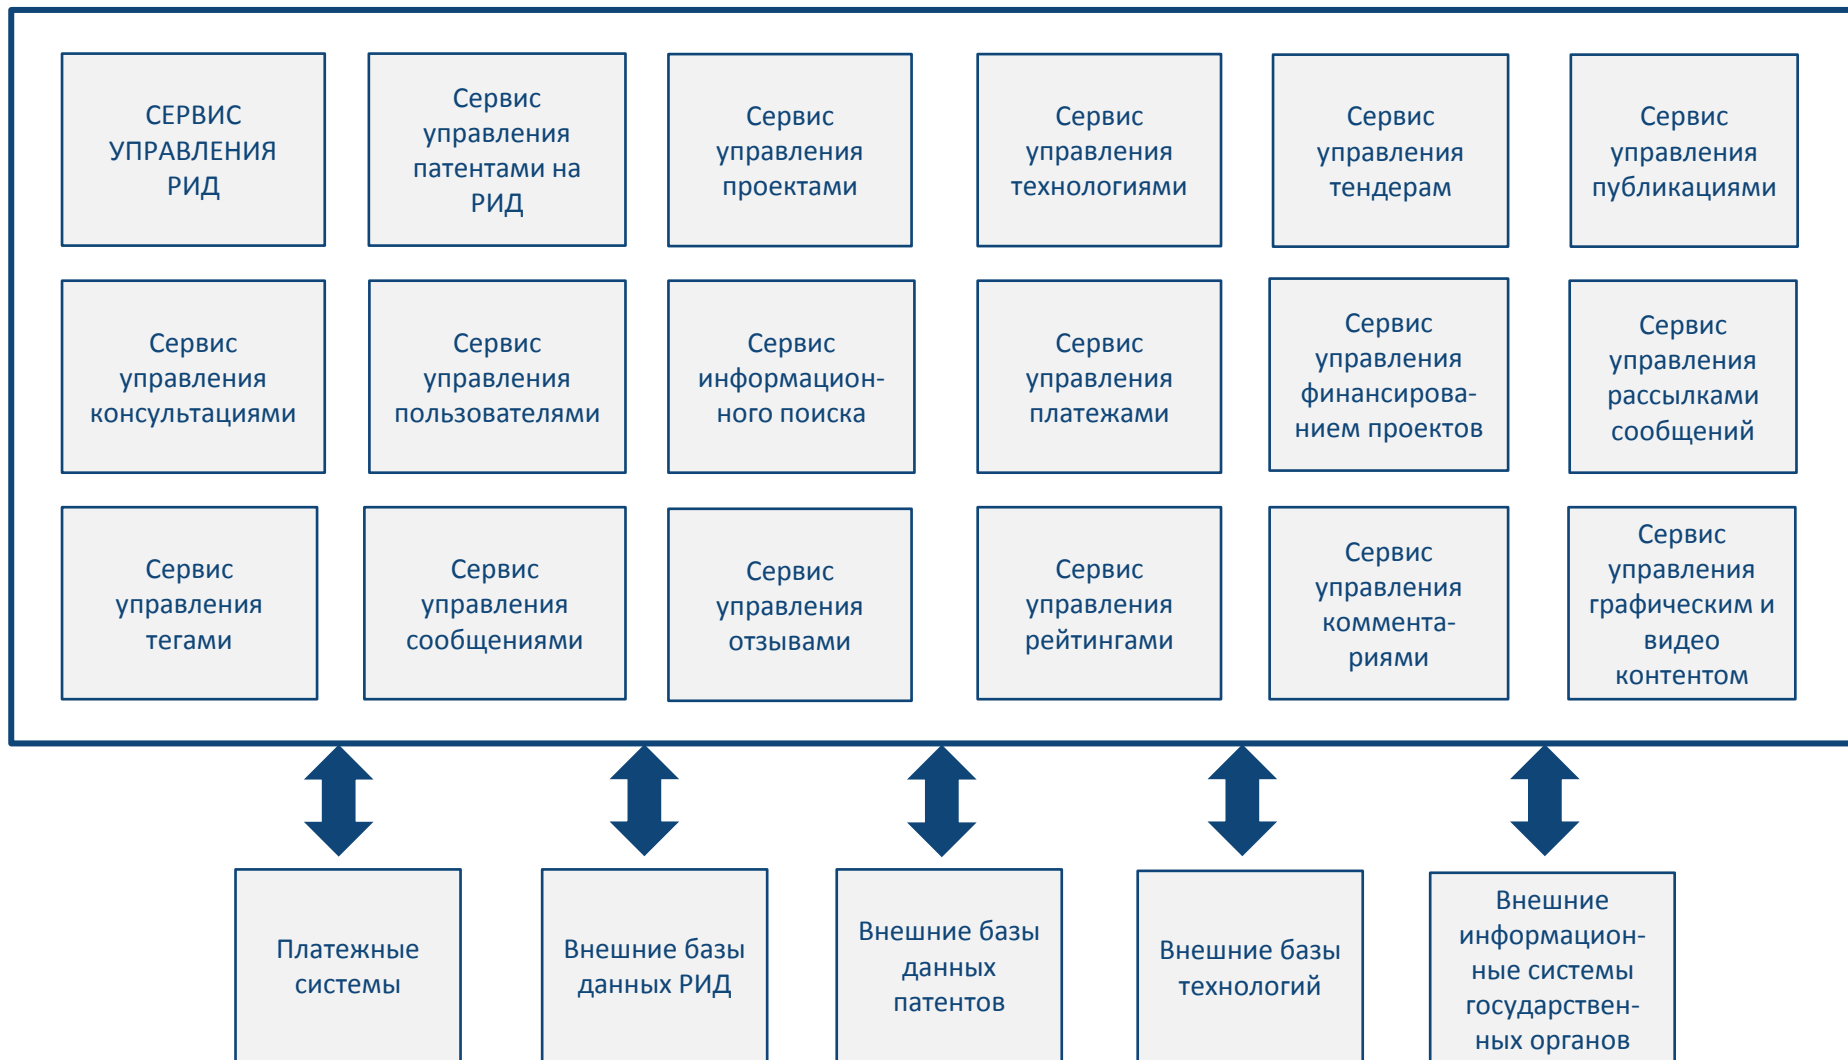 СЕРВИС
УПРАВЛЕНИЯ
РИД
Сервис
управления
патентами на
РИД
Сервис
управления
проектами
Сервис
управления
технологиями
Сервис
управления
тендерам
Сервис
управления
публикациями
Сервис
управления
консультациями
Сервис
управления
пользователями
Сервис
информацион-
ного поиска
Сервис
управления
платежами
Сервис
управления
финансирова-
нием проектов
Сервис
управления
рассылками
сообщений
Сервис
управления
тегами
Сервис
управления
сообщениями
Сервис
управления
отзывами
Сервис
управления
рейтингами
Сервис
управления
коммента-
риями
Сервис
управления
графическим и
видео
контентом
Платежные
системы
Внешние базы
данных РИД
Внешние базы
данных
патентов
Внешние базы
технологий
Внешние
информацион-
ные системы
государствен-
ных органов